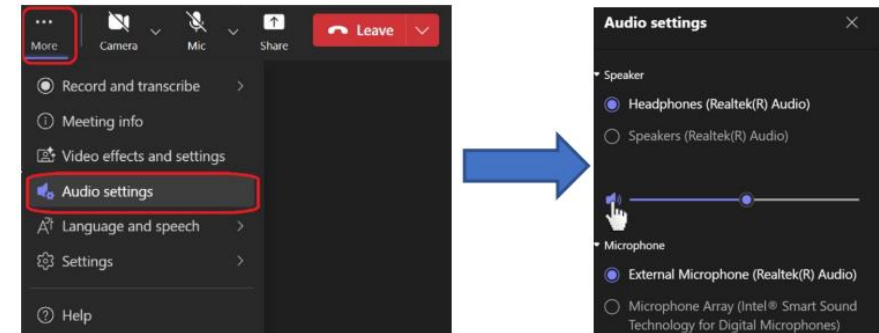 More
Camera
Mic
Share
Leave
Record and transcribe
Meeting info
Video effects and settings
Audio settings
Language and speech
Settings
Help
Audio settings
Speaker
Headphones (Realtek(R) Audio)
Speakers (Realtek(R) Audio)
Microphone
External Microphone (Realtek(R) Audio)
Microphone Array (Intel® Smart Sound
Technology for Digital Microphones)